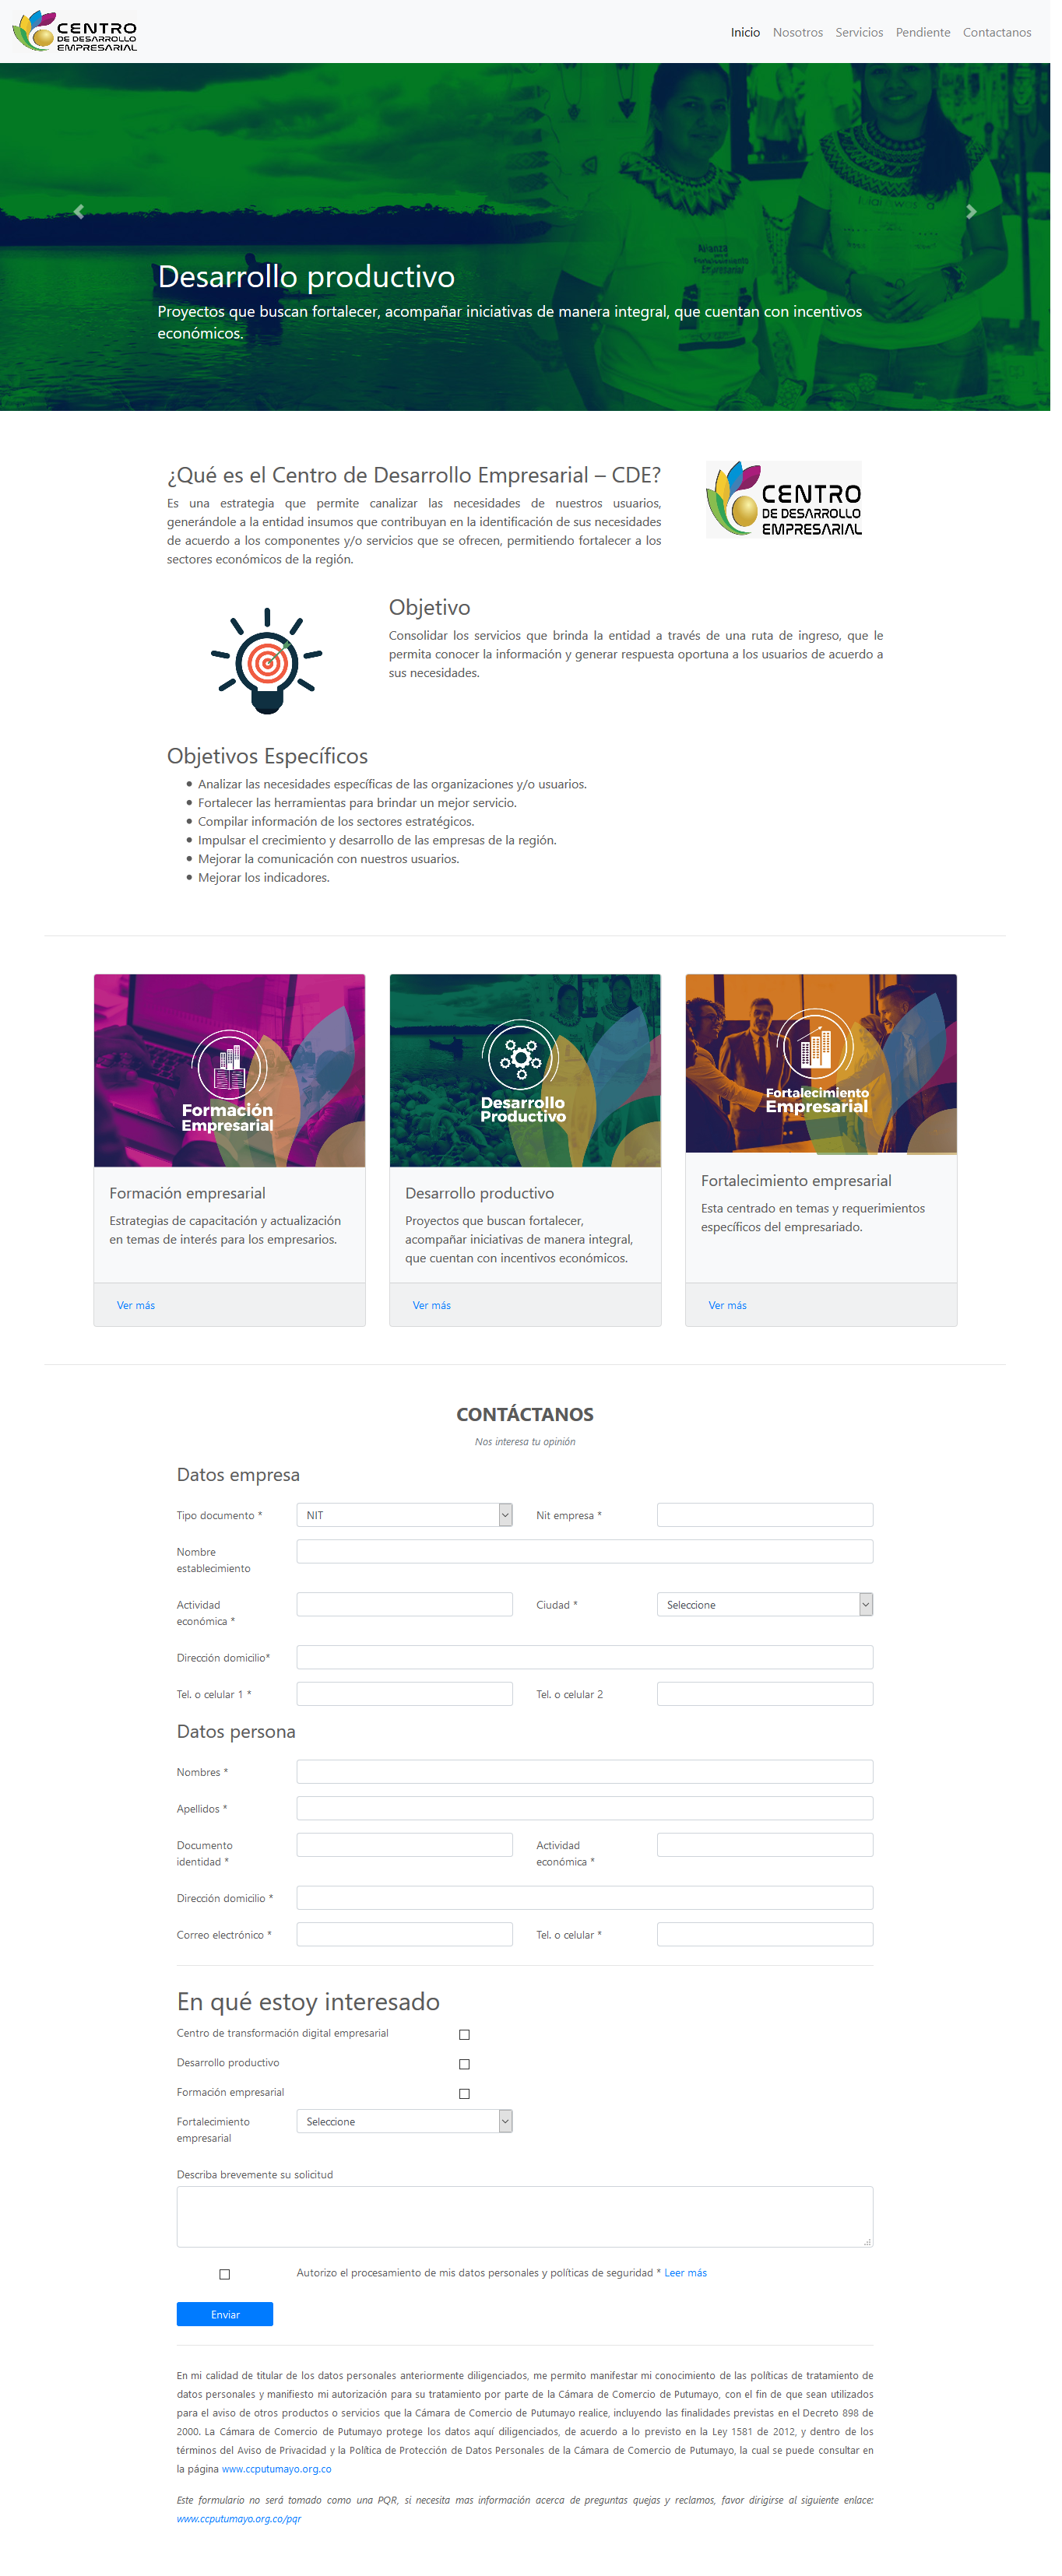 CENTRO
DE DESARROLLO
EMPRESARIAL
Inicio Nosotros Servicios Pendiente Contactanos
Desarrollo productivo
Proyectos que buscan fortalecer, acompañar iniciativas de manera integral, que cuentan con incentivos
económicos.
¿Qué es el Centro de Desarrollo Empresarial – CDE?
Es una estrategia que permite canalizar las necesidades de nuestros usuarios,
generándole a la entidad insumos que contribuyan en la identificación de sus necesidades
de acuerdo a los componentes y/o servicios que se ofrecen, permitiendo fortalecer a los
sectores económicos de la región.
CENTRO
DE DESARROLLO
EMPRESARIAL
Objetivo
Consolidar los servicios que brinda la entidad a través de una ruta de ingreso, que le
permita conocer la información y generar respuesta oportuna a los usuarios de acuerdo a
sus necesidades.
Objetivos Específicos
Analizar las necesidades específicas de las organizaciones y/o usuarios.
Fortalecer las herramientas para brindar un mejor servicio.
Compilar información de los sectores estratégicos.
Impulsar el crecimiento y desarrollo de las empresas de la región.
Mejorar la comunicación con nuestros usuarios.
Mejorar los indicadores.
Formación
Empresarial
Formación empresarial
Estrategias de capacitación y actualización
en temas de interés para los empresarios.
Ver más
Desarrollo
Productivo
Desarrollo productivo
Proyectos que buscan fortalecer,
acompañar iniciativas de manera integral,
que cuentan con incentivos económicos.
Ver más
Fortalecimiento
Empresarial
Fortalecimiento empresarial
Esta centrado en temas y requerimientos
específicos del empresariado.
Ver más
CONTÁCTANOS
Nos interesa tu opinión
Datos empresa
Tipo documento * NIT Nit empresa *
Nombre
establecimiento
Actividad
económica *
Ciudad * Seleccione
Dirección domicilio*
Tel. o celular 1 * Tel. o celular 2
Datos persona
Nombres *
Apellidos *
Documento
identidad *
Actividad
económica *
Dirección domicilio *
Correo electrónico * Tel. o celular *
En qué estoy interesado
Centro de transformación digital empresarial
Desarrollo productivo
Formación empresarial
Fortalecimiento
empresarial
Seleccione
Describa brevemente su solicitud
Autorizo el procesamiento de mis datos personales y políticas de seguridad * Leer más
Enviar
En mi calidad de titular de los datos personales anteriormente diligenciados, me permito manifestar mi conocimiento de las políticas de tratamiento de
datos personales y manifiesto mi autorización para su tratamiento por parte de la Cámara de Comercio de Putumayo, con el fin de que sean utilizados
para el aviso de otros productos o servicios que la Cámara de Comercio de Putumayo realice, incluyendo las finalidades previstas en el Decreto 898 de
2000. La Cámara de Comercio de Putumayo protege los datos aquí diligenciados, de acuerdo a lo previsto en la Ley 1581 de 2012, y dentro de los
términos del Aviso de Privacidad y la Política de Protección de Datos Personales de la Cámara de Comercio de Putumayo, la cual se puede consultar en
la página www.ccputumayo.org.co
Este formulario no será tomado como una PQR, si necesita mas información acerca de preguntas quejas y reclamos, favor dirigirse al siguiente enlace:
www.ccputumayo.org.co/pqr